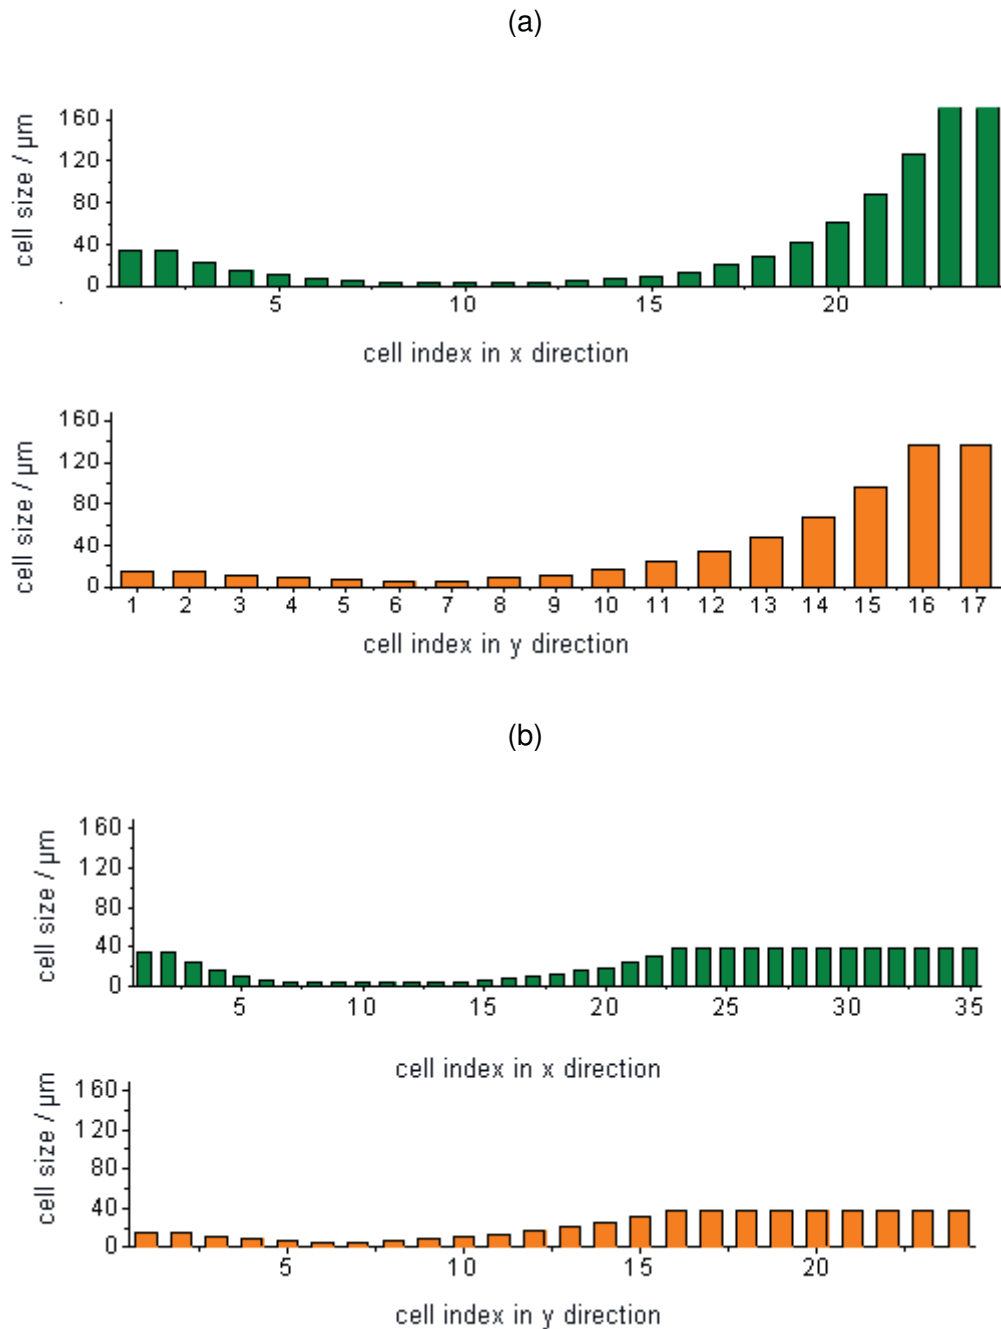 (a)
cell size / µm
160
120
80
40
0
5 10 15 20
cell index in x direction
cell size / µm
160
120
80
40
0
1 2 3 4 5 6 7 8 9 10 11 12 13 14 15 16 17
cell index in y direction
(b)
cell size / µm
160
120
80
40
0
5 10 15 20 25 30 35
cell index in x direction
cell size / µm
160
120
80
40
0
5 10 15 20
cell index in y direction